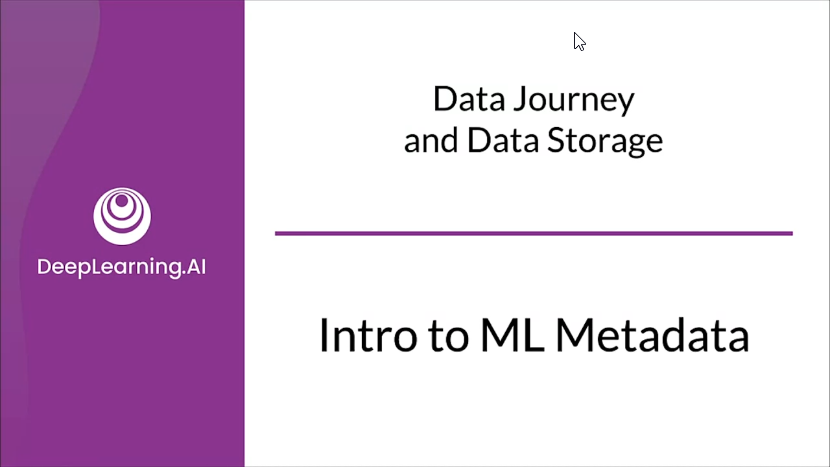 Data Journey
and Data Storage
DeepLearning.AI
Intro to ML Metadata